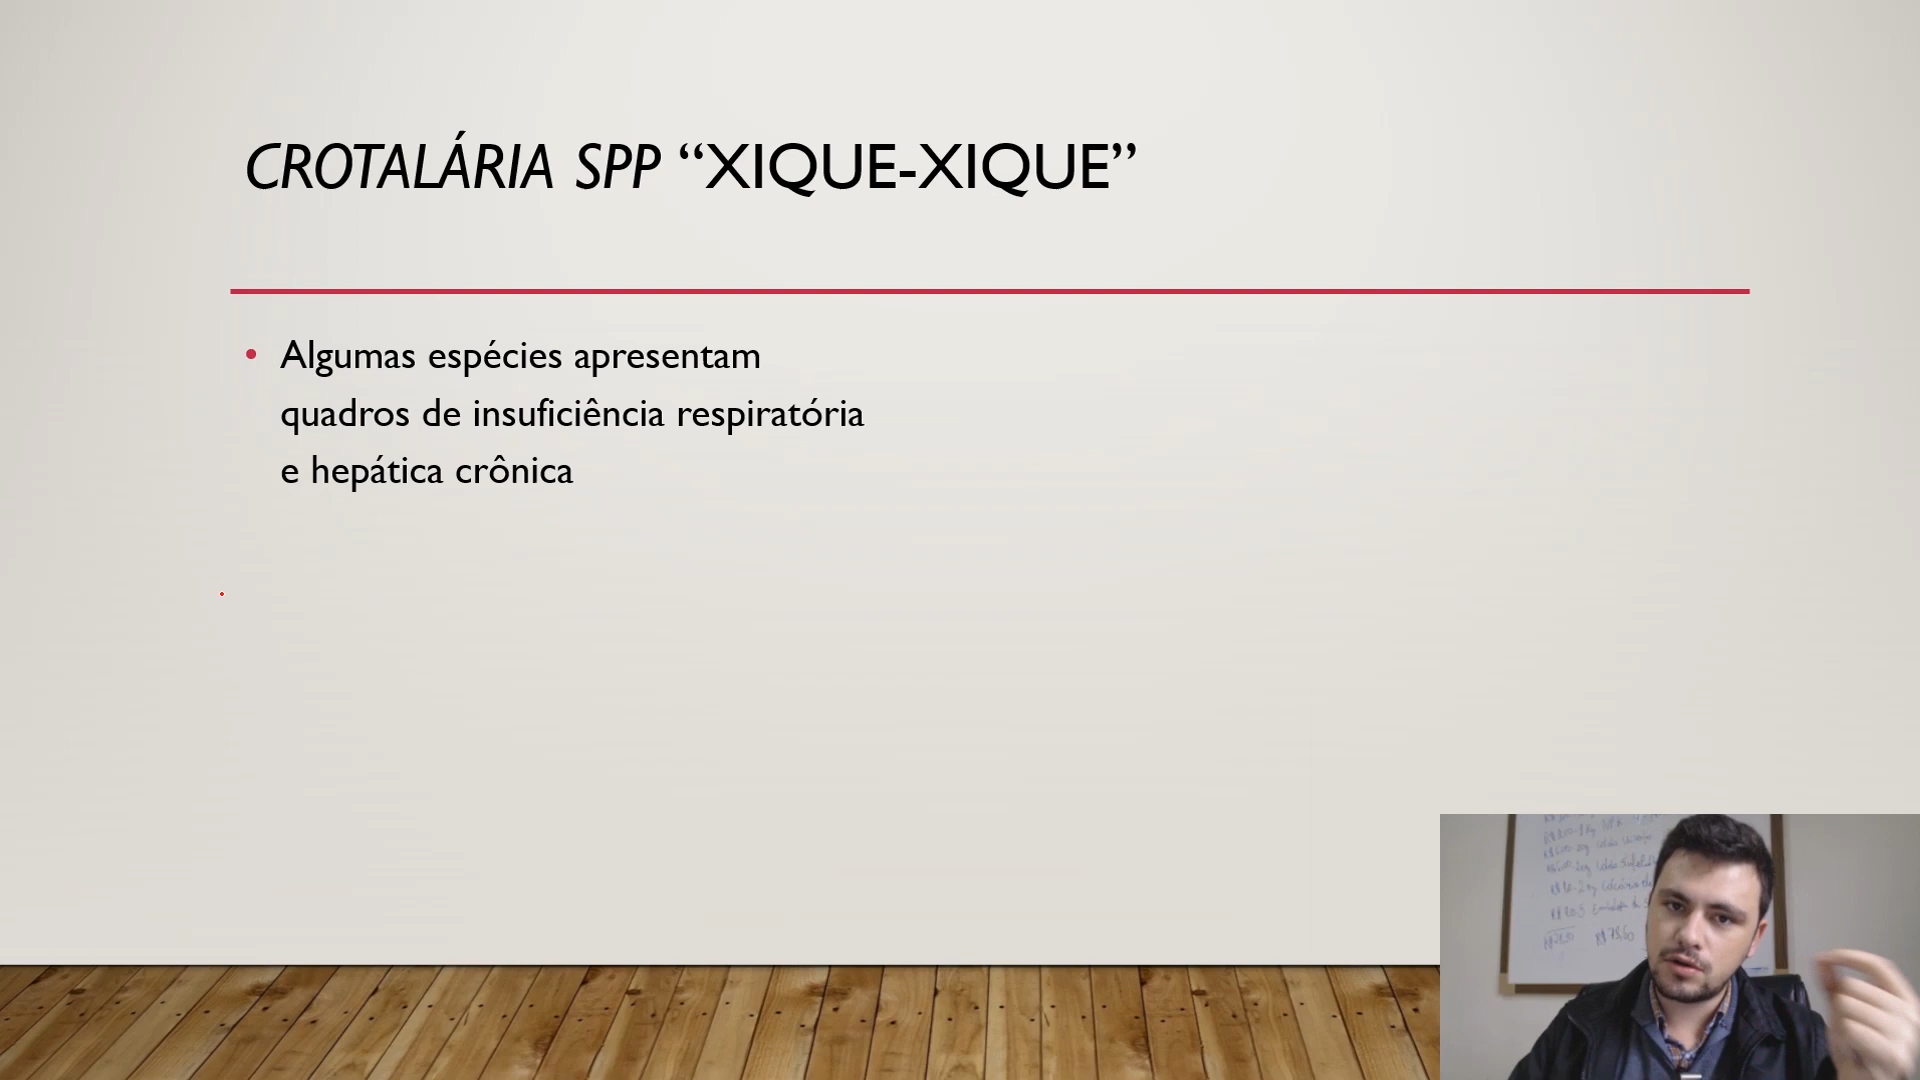 CROTALÁRIA SPP “XIQUE-XIQUE”
• Algumas espécies apresentam
quadros de insuficiência respiratória
e hepática crônica